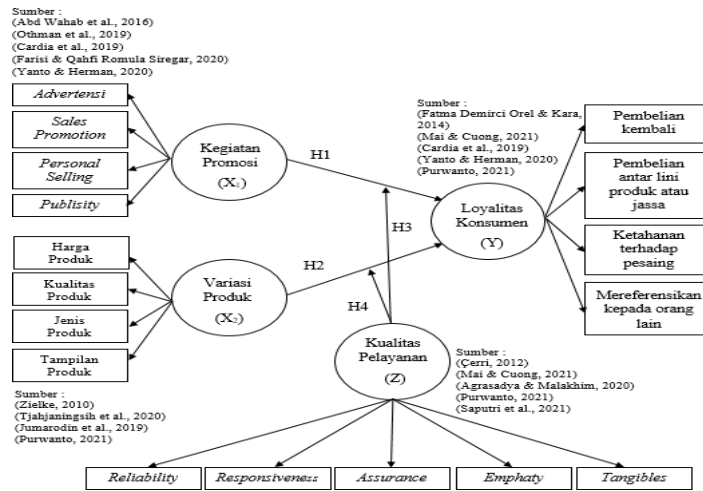 Sumber :
(Abd Wahab et al., 2016)
(Othman et al., 2019)
(Cardia et al., 2019)
(Farisi & Qahfi Romula Siregar, 2020)
(Yanto & Herman, 2020)
Advertensi
Sales
Promotion
Personal
Selling
Publisity
Kegiatan
Promosi
(X₁)
H1
Sumber :
(Fatma Demirci Orel & Kara,
2014)
(Mai & Cuong, 2021)
(Cardia et al., 2019)
(Yanto & Herman, 2020)
(Purwanto, 2021)
Loyalitas
Konsumen
(Y)
Pembelian
kembali
Pembelian
antar lini
produk atau
jassa
Ketahanan
terhadap
pesaing
Mereferensikan
kepada orang
lain
Harga
Produk
Kualitas
Produk
Jenis
Produk
Tampilan
Produk
Variasi
Produk
(X₂)
H2
H3
H4
Kualitas
Pelayanan
(Z)
Sumber :
(Zielke, 2010)
(Tjahjaningsih et al., 2020)
(Jumarodin et al., 2019)
(Purwanto, 2021)
Sumber :
(Çerri, 2012)
(Mai & Cuong, 2021)
(Agrasadya & Malakhim, 2020)
(Purwanto, 2021)
(Saputri et al., 2021)
Reliability
Responsiveness
Assurance
Emphaty
Tangibles